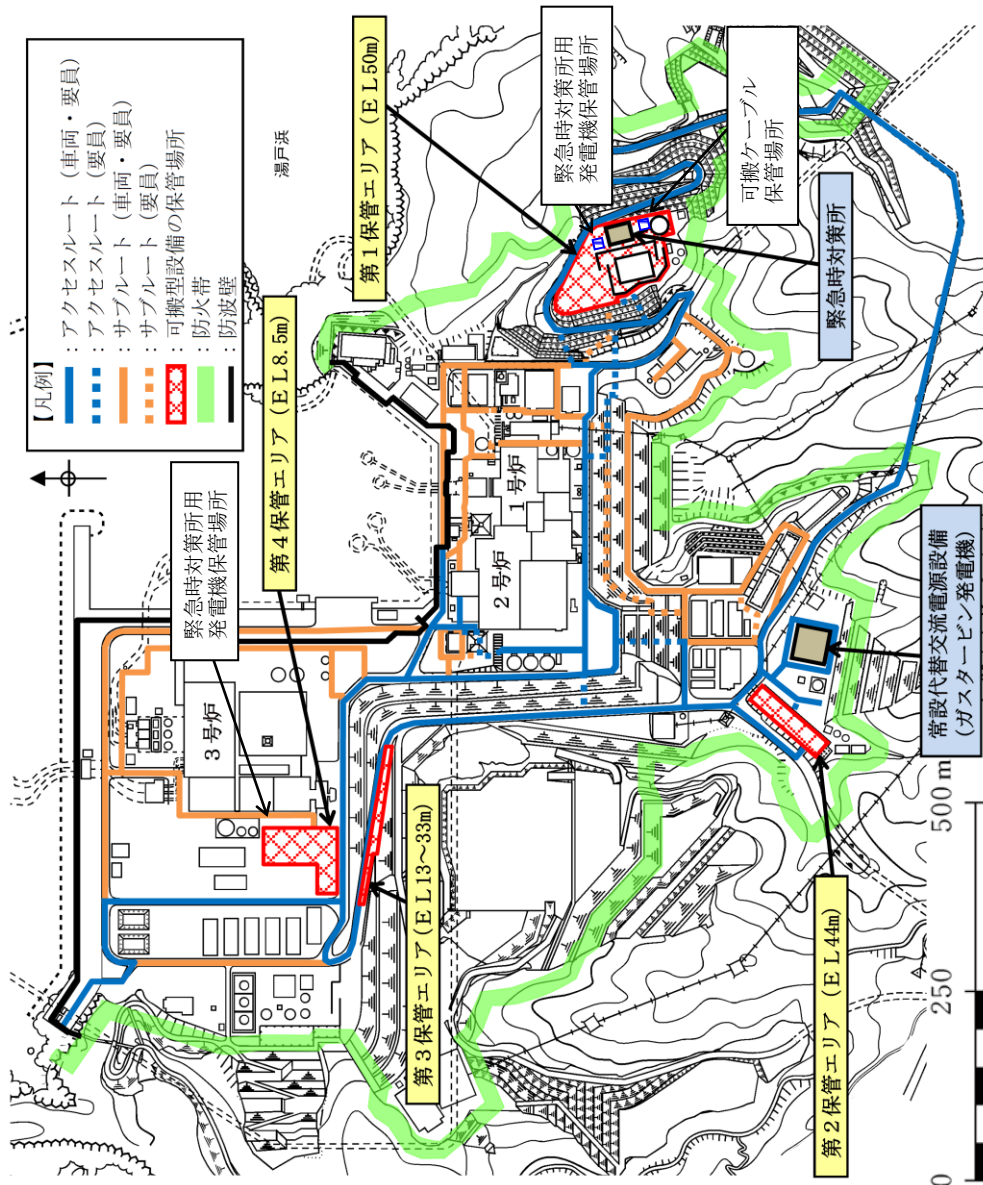 【凡例】
：アクセスルート（車両・要員）
：アクセスルート（要員）
：サブルート（車両・要員）
：サブルート（要員）
：可搬型設備の保管場所
：防火帯
：防波壁
湯戸浜
第1保管エリア（ＥＬ50m）
緊急時対策所用
発電機保管場所
可搬ケーブル
保管場所
緊急時対策所
第4保管エリア（ＥＬ8.5m）
緊急時対策所用
発電機保管場所
1号炉
2号炉
3号炉
第3保管エリア（ＥＬ13～33m）
第2保管エリア（ＥＬ44m）
常設代替交流電源設備
（ガスタービン発電機）
0 250 500 m